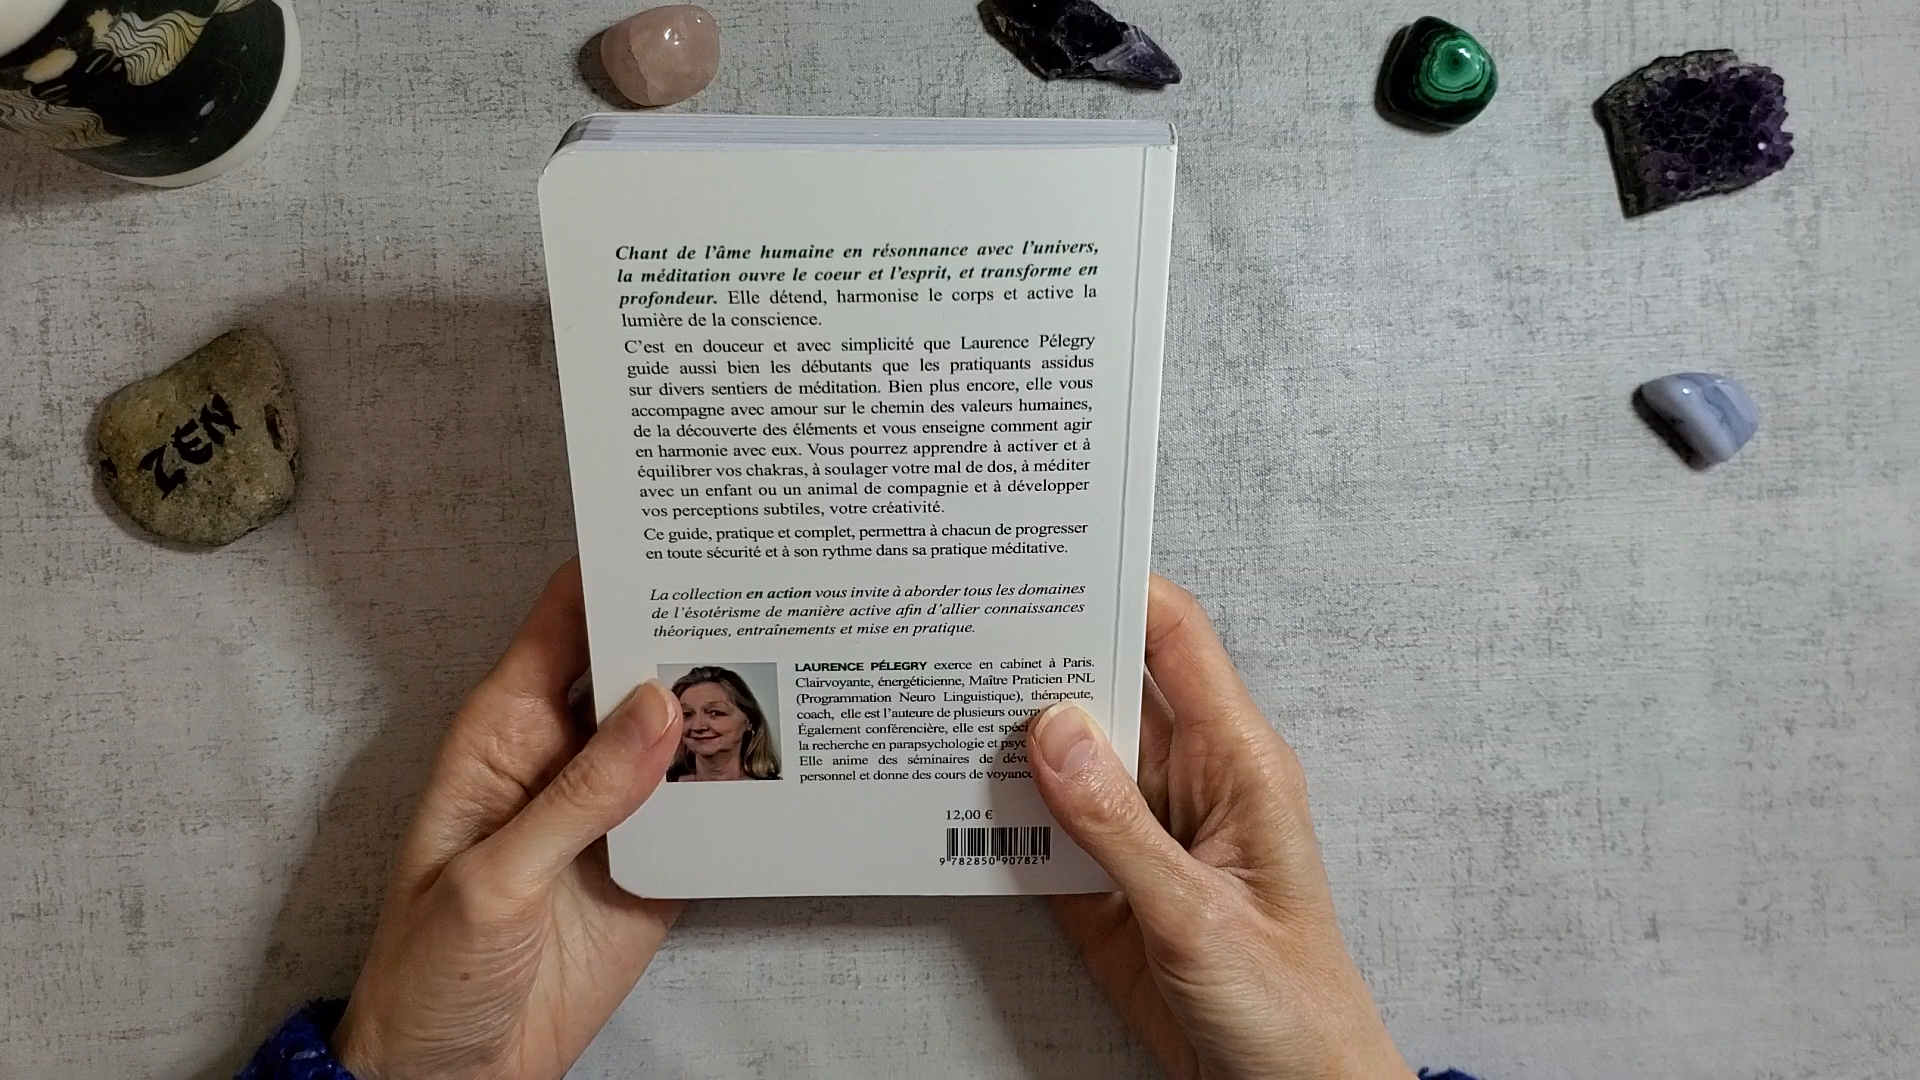 ZEN
Chant de l'âme humaine en résonnance avec l'univers,
la méditation ouvre le coeur et l'esprit, et transforme en
profondeur. Elle détend, harmonise le corps et active la
lumière de la conscience.
C'est en douceur et avec simplicité que Laurence Pélegry
guide aussi bien les débutants que les pratiquants assidus
sur divers sentiers de méditation. Bien plus encore, elle vous
accompagne avec amour sur le chemin des valeurs humaines,
de la découverte des éléments et vous enseigne comment agir
en harmonie avec eux. Vous pourrez apprendre à activer et à
équilibrer vos chakras, à soulager votre mal de dos, à méditer
avec un enfant ou un animal de compagnie et à développer
vos perceptions subtiles, votre créativité.
Ce guide, pratique et complet, permettra à chacun de progresser
en toute sécurité et à son rythme dans sa pratique méditative.
La collection en action vous invite à aborder tous les domaines
de l'ésotérisme de manière active afin d'allier connaissances
théoriques, entraînements et mise en pratique.
LAURENCE PÉLEGRY exerce en cabinet à Paris.
Clairvoyante, énergéticienne, Maître Praticien PNL
(Programmation Neuro Linguistique), thérapeute,
coach, elle est l'auteure de plusieurs
Également conférencière, elle est
la recherche en parapsychologie et
Elle anime des séminaires de
personnel et donne des cours de
12,00 €
9 782850 907821